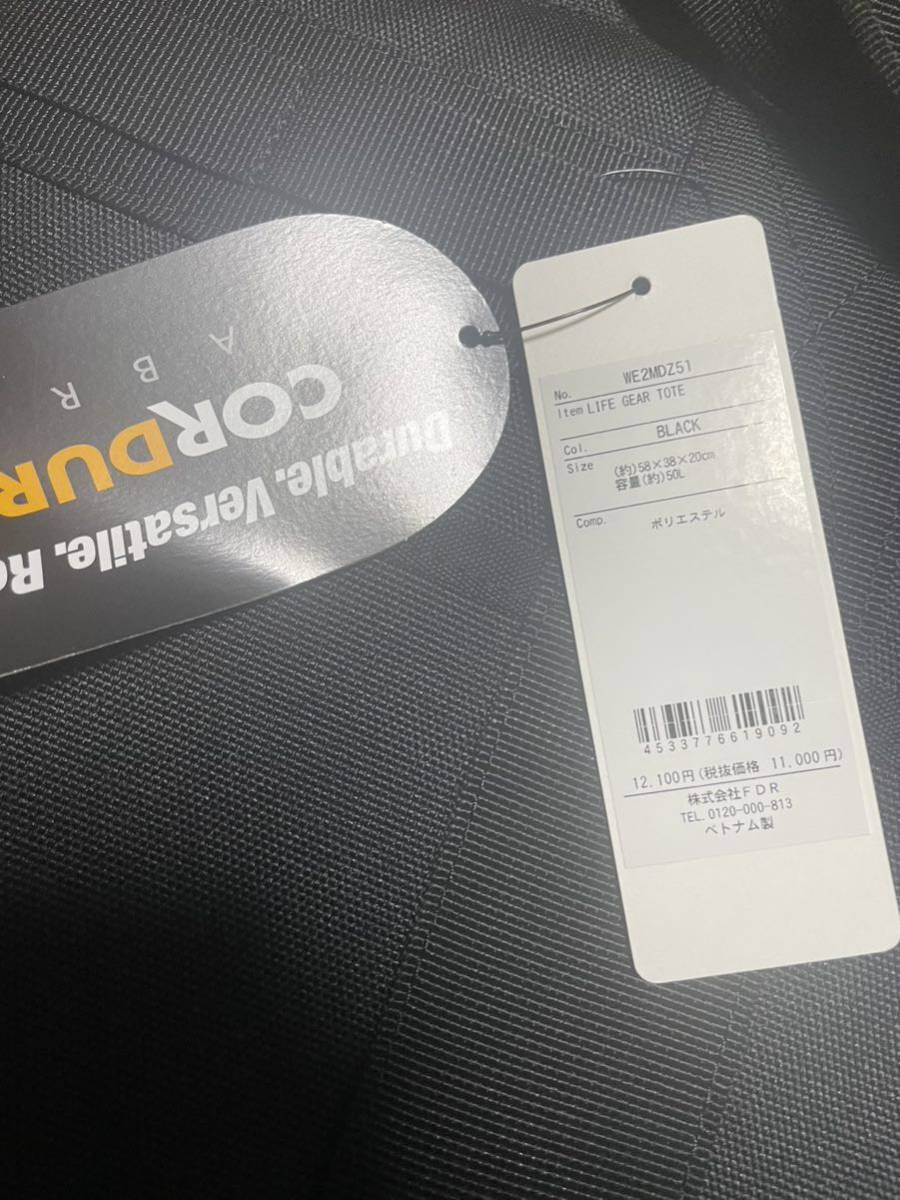 No. WE2MDZ51
Item LIFE GEAR TOTE
Col. BLACK
Size (約)58×38×20cm
容量(約)50L
Comp. ポリエステル
4533776619092
12.100円(税抜価格 11.000円)
株式会社FDR
TEL.0120-000-813
ベトナム製
Durable. Versatile. Re
CORDUR
ABR